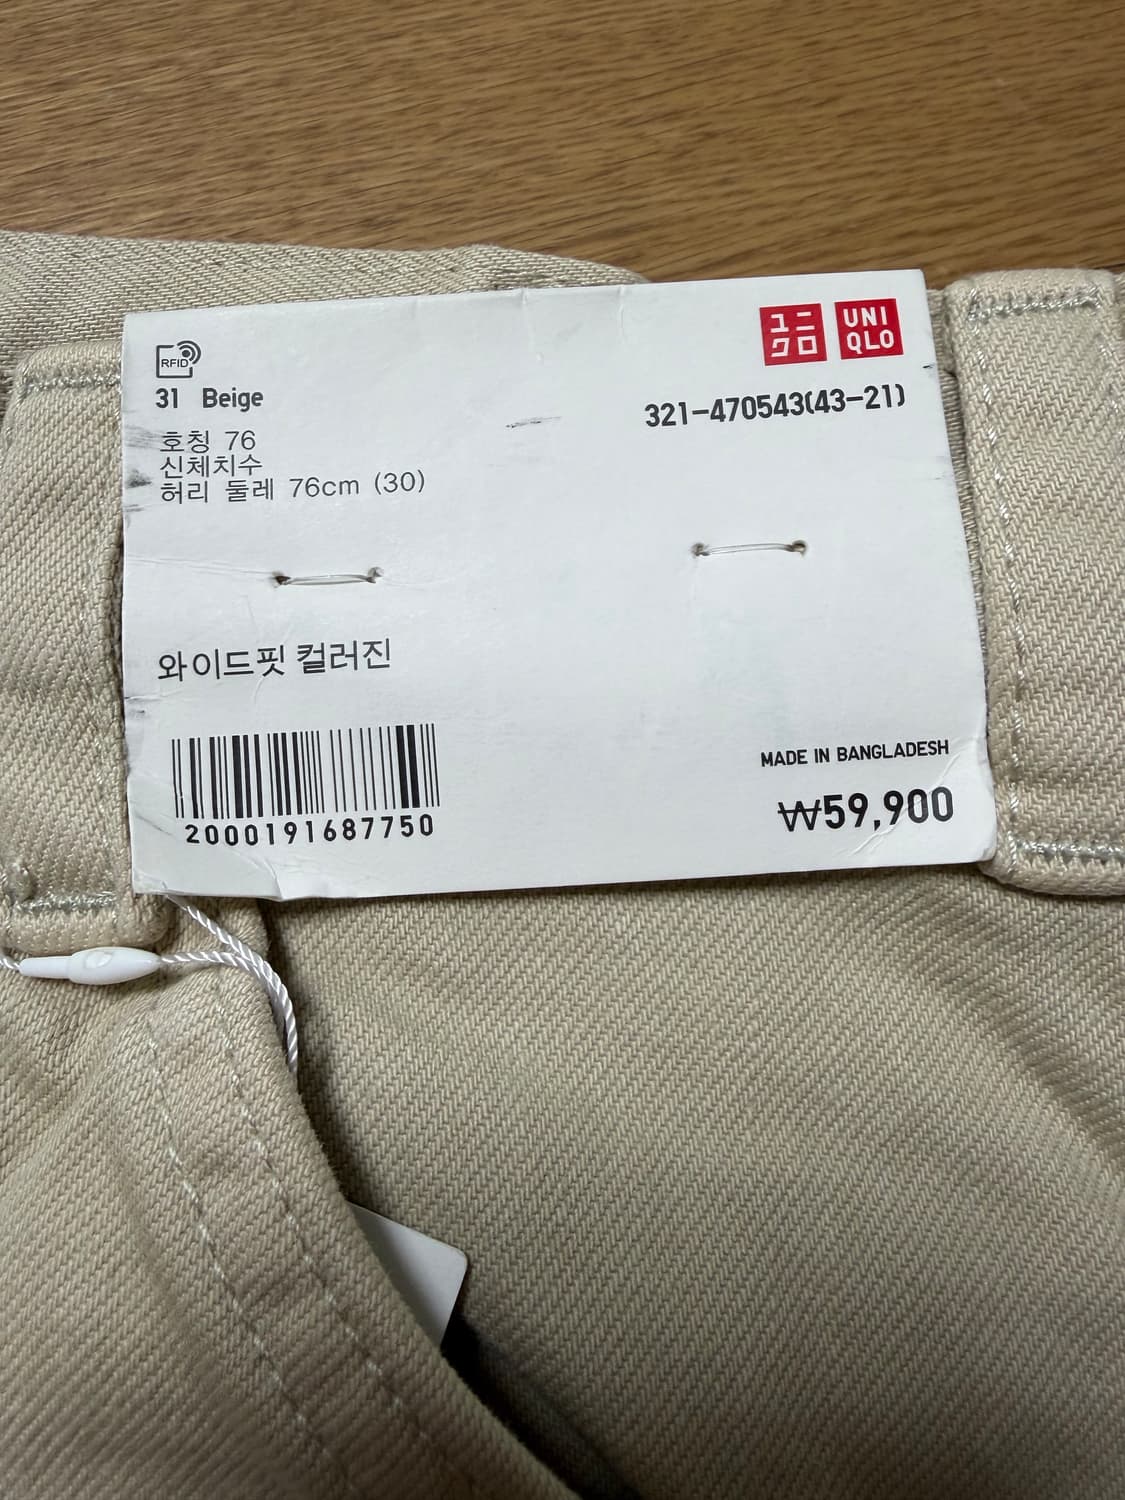 RFID
ユニ
クロ
UNI
QLO
31 Beige
321-470543(43-21)
호칭 76
신체치수
허리 둘레 76cm (30)
와이드핏 컬러진
2000191687750
MADE IN BANGLADESH
₩59,900